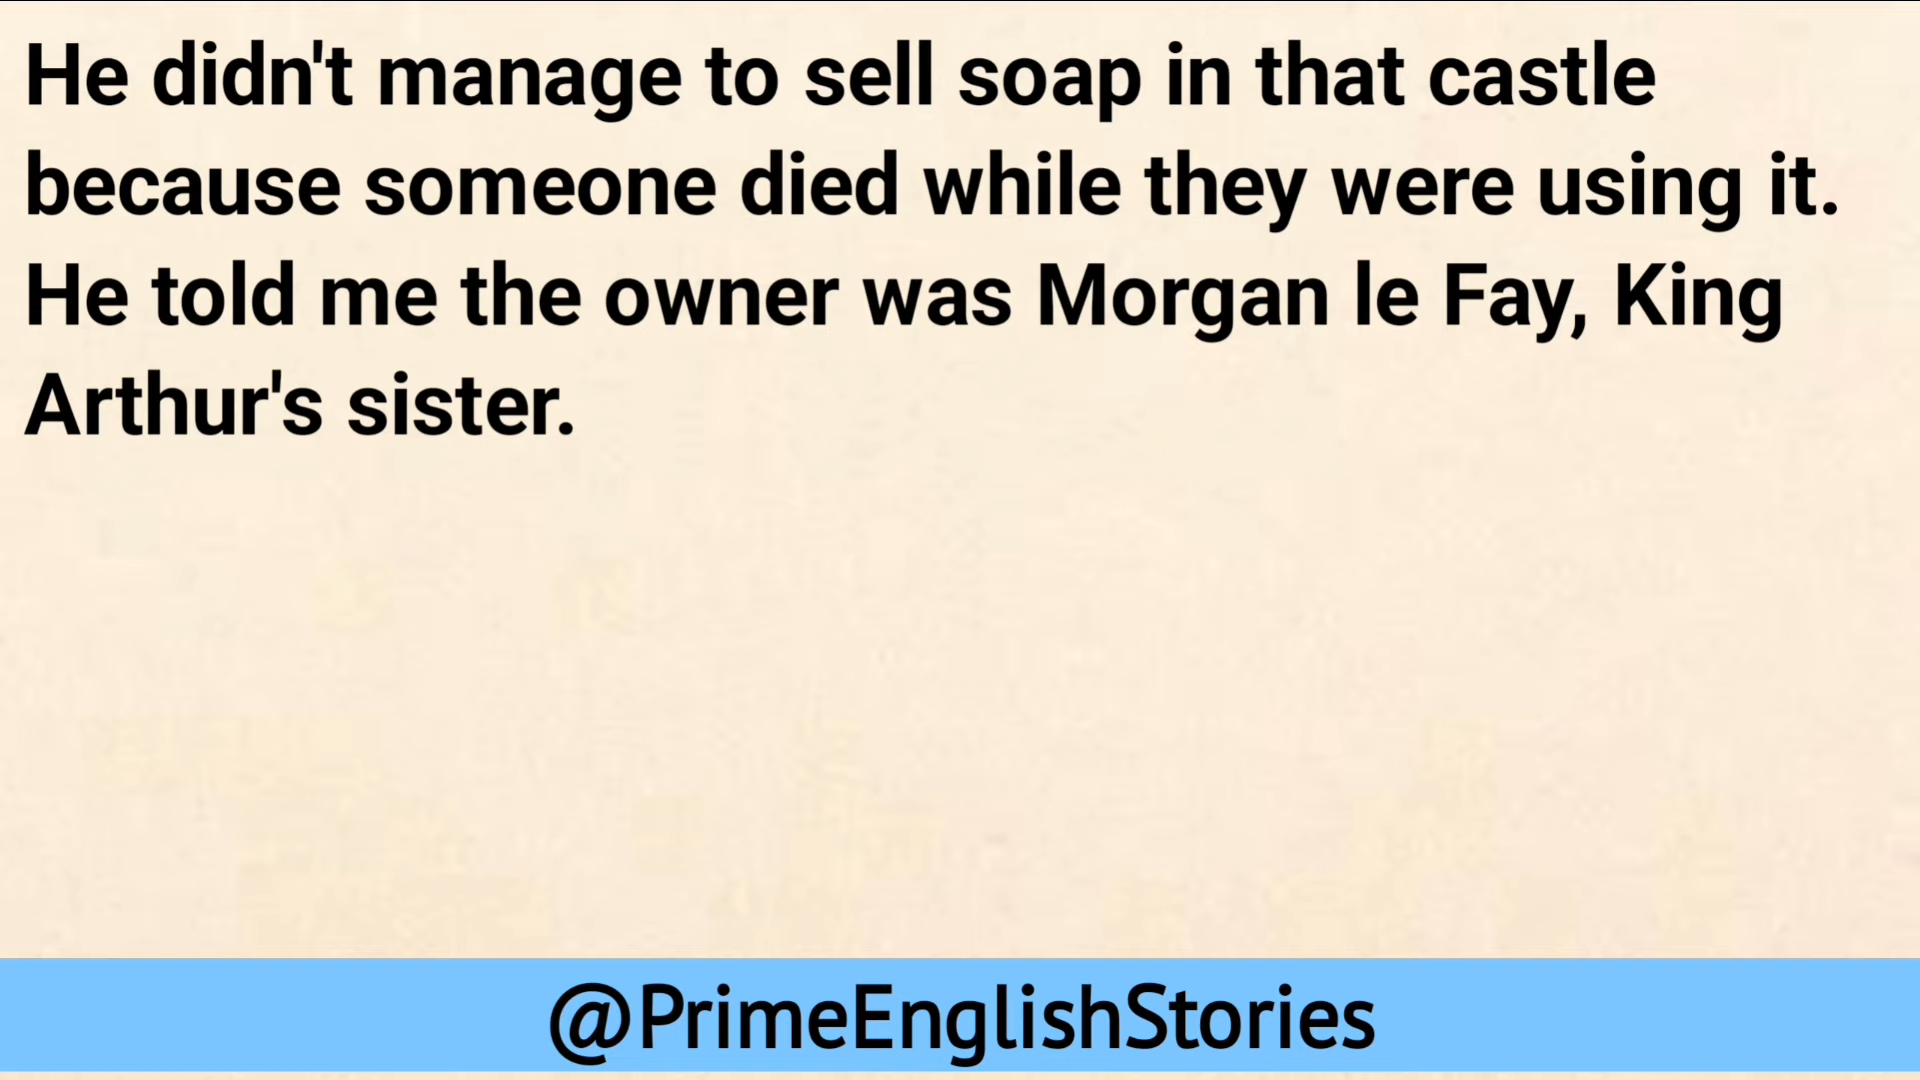 He didn't manage to sell soap in that castle
because someone died while they were using it.
He told me the owner was Morgan le Fay, King
Arthur's sister.
@PrimeEnglishStories